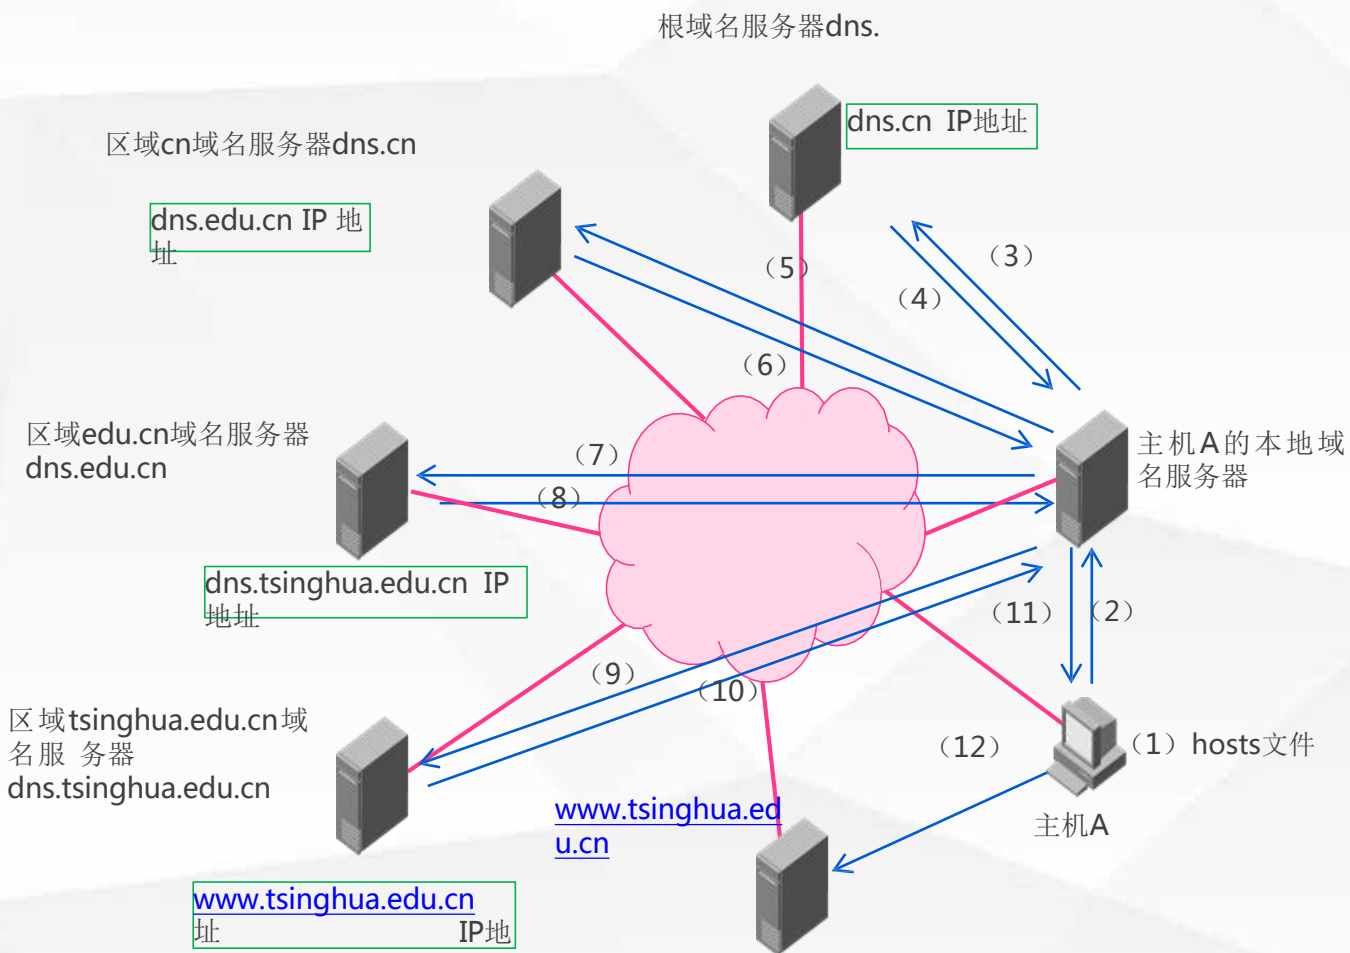 根域名服务器dns.
dns.cn IP地址
区域cn域名服务器dns.cn
dns.edu.cn IP 地
址
（3）
（5）
（4）
（6）
区域edu.cn域名服务器
dns.edu.cn
（7）
（8）
主机A的本地域
名服务器
dns.tsinghua.edu.cn IP
地址
（11）
（2）
（9）
（10）
区域tsinghua.edu.cn域
名服 务器
dns.tsinghua.edu.cn
（12）
（1）hosts文件
主机A
www.tsinghua.ed
u.cn
www.tsinghua.edu.cn
址 IP地